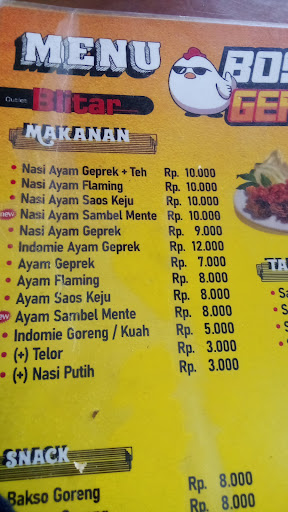 MENU
Outlet Blitar
BOS
GEP
MAKANAN
• Nasi Ayam Geprek + Teh Rp. 10.000
• Nasi Ayam Flaming Rp. 10.000
• Nasi Ayam Saos Keju Rp. 10.000
new Nasi Ayam Sambel Mente Rp. 10.000
• Nasi Ayam Geprek Rp. 9.000
• Indomie Ayam Geprek Rp. 12.000
• Ayam Geprek Rp. 7.000
• Ayam Flaming Rp. 8.000
• Ayam Saos Keju Rp. 8.000
new Ayam Sambel Mente Rp. 8.000
• Indomie Goreng / Kuah Rp. 5.000
• (+) Telor Rp. 3.000
• (+) Nasi Putih Rp. 3.000
TA
SNACK
Bakso Goreng Rp. 8.000
Rp. 8.000